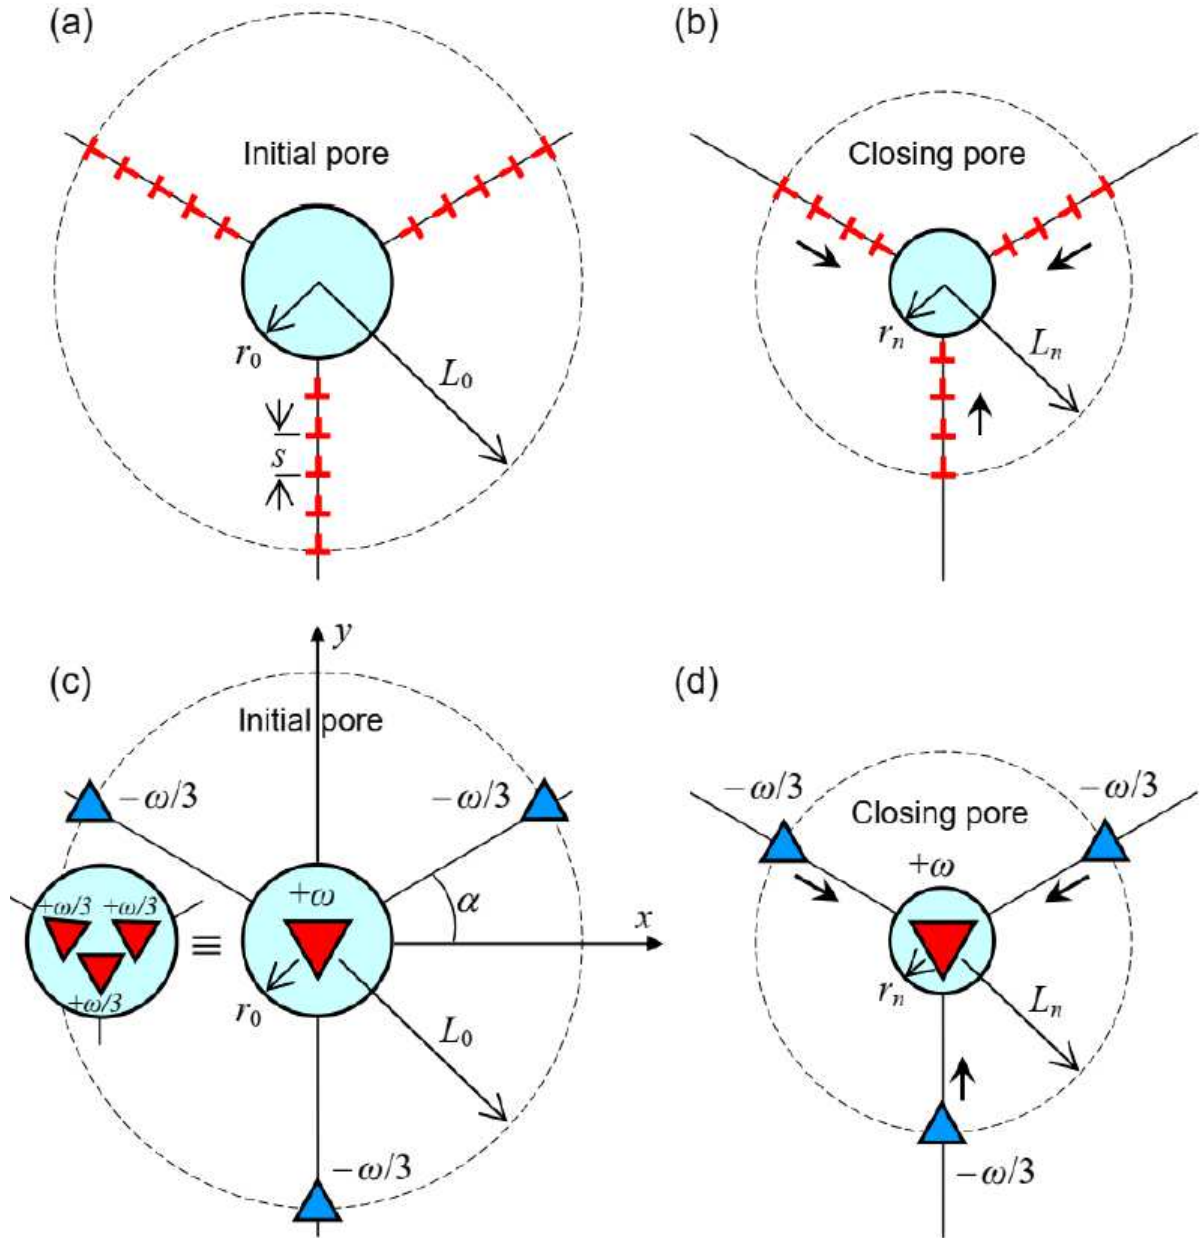 (a)
Initial pore
r₀
L₀
s
(b)
Closing pore
rₙ
Lₙ
(c)
y
Initial pore
−ω/3
−ω/3
+ω
α
x
+ω/3
+ω/3
+ω/3
≡
r₀
L₀
−ω/3
(d)
−ω/3
−ω/3
Closing pore
+ω
rₙ
Lₙ
−ω/3